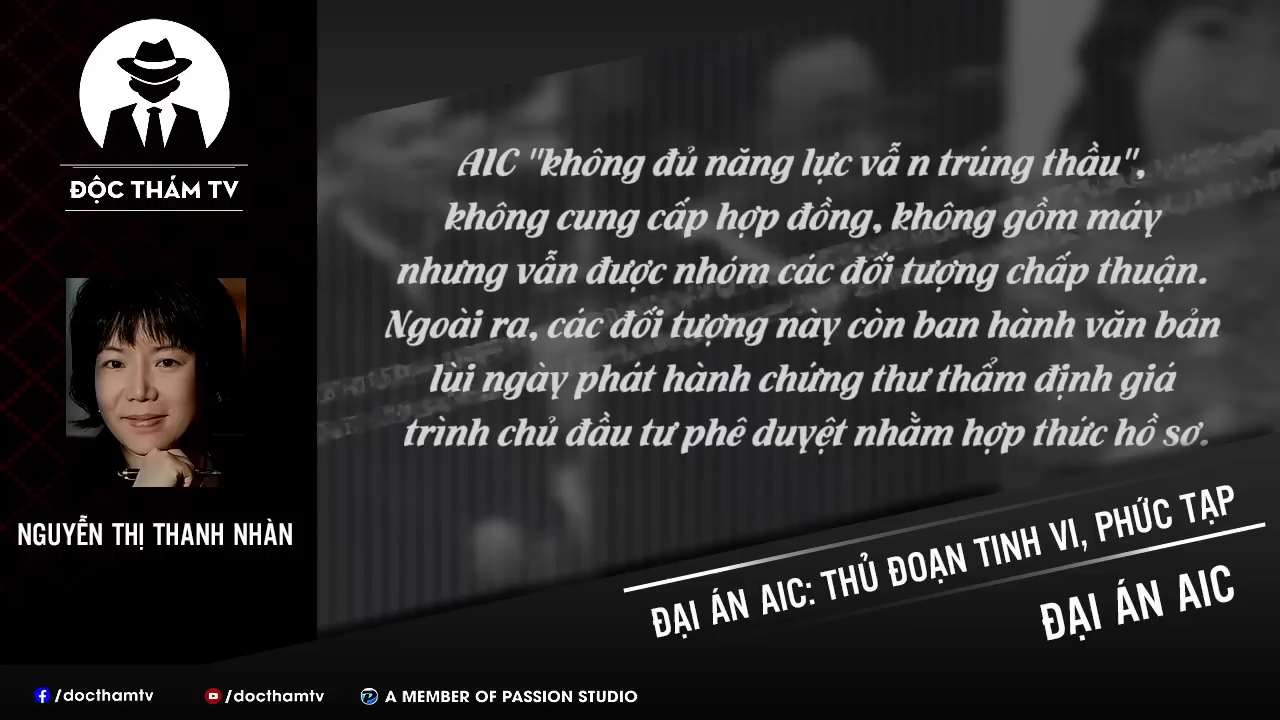 ĐỘC THÁM TV
NGUYỄN THỊ THANH NHÀN
AIC "không đủ năng lực vẫ n trúng thầu",
không cung cấp hợp đồng, không gồm máy
nhưng vẫn được nhóm các đối tượng chấp thuận.
Ngoài ra, các đối tượng này còn ban hành văn bản
lùi ngày phát hành chứng thư thẩm định giá
trình chủ đầu tư phê duyệt nhằm hợp thức hồ sơ.
ĐẠI ÁN AIC: THỦ ĐOẠN TINH VI, PHỨC TẠP
ĐẠI ÁN AIC
/docthamtv
/docthamtv
A MEMBER OF PASSION STUDIO